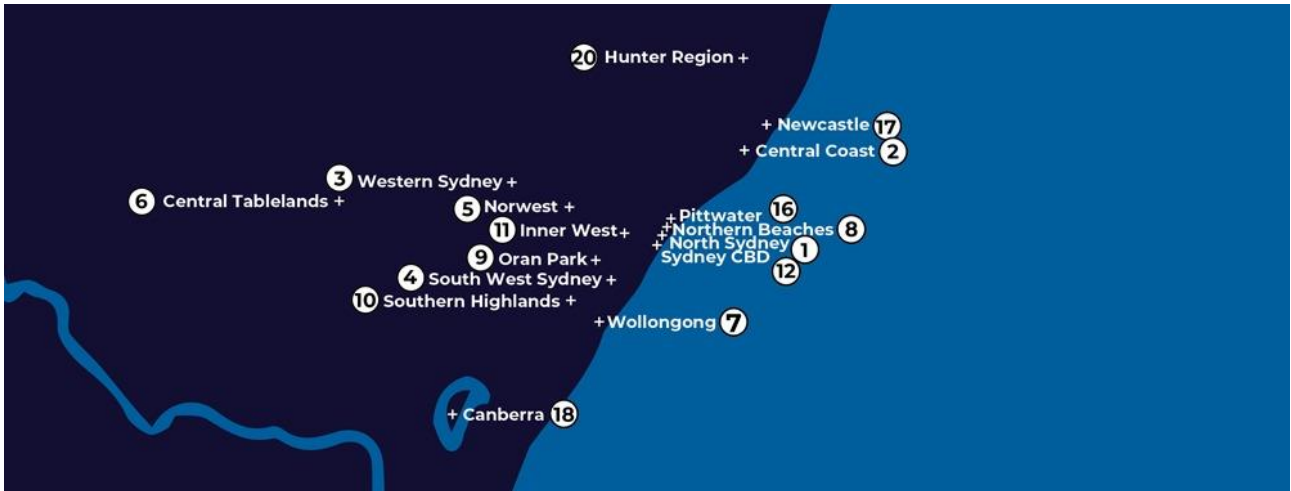 20 Hunter Region +
+ Newcastle 17
+ Central Coast 2
3 Western Sydney +
6 Central Tablelands +
5 Norwest +
+ Pittwater 16
11 Inner West +
+ Northern Beaches 8
+ North Sydney 1
9 Oran Park +
+ Sydney CBD 12
4 South West Sydney +
10 Southern Highlands +
+ Wollongong 7
+ Canberra 18